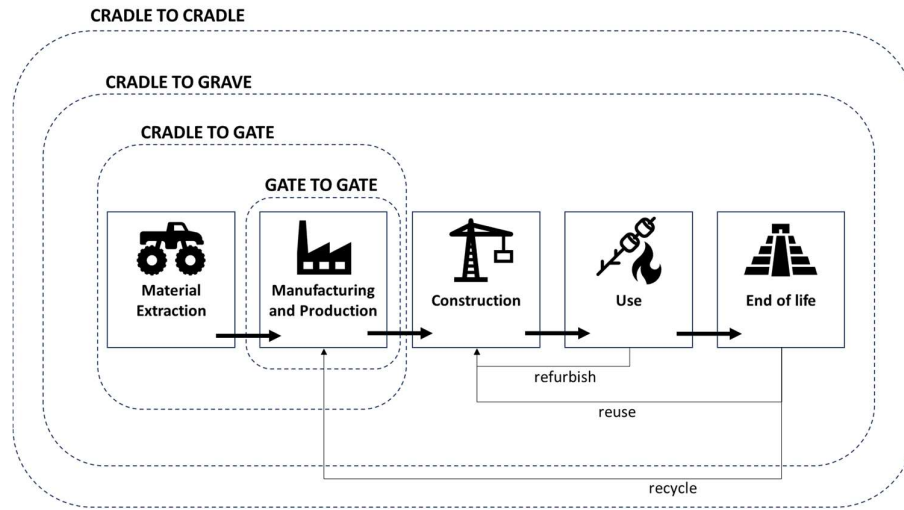 CRADLE TO CRADLE
CRADLE TO GRAVE
CRADLE TO GATE
GATE TO GATE
Material
Extraction
Manufacturing
and Production
Construction
Use
End of life
refurbish
reuse
recycle